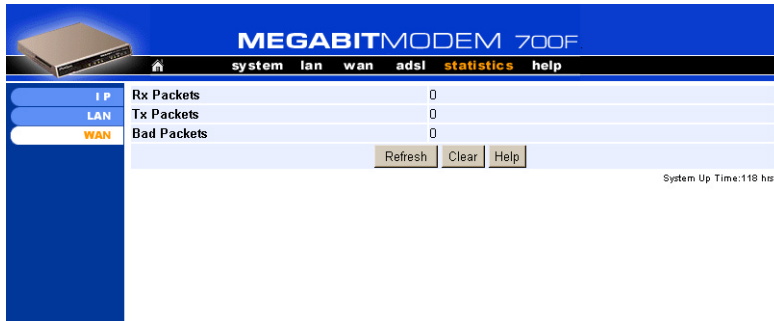 MEGABITMODEM 700F
system lan wan adsl statistics help
IP
LAN
WAN
Rx Packets 0
Tx Packets 0
Bad Packets 0
Refresh Clear Help
System Up Time:118 hrs